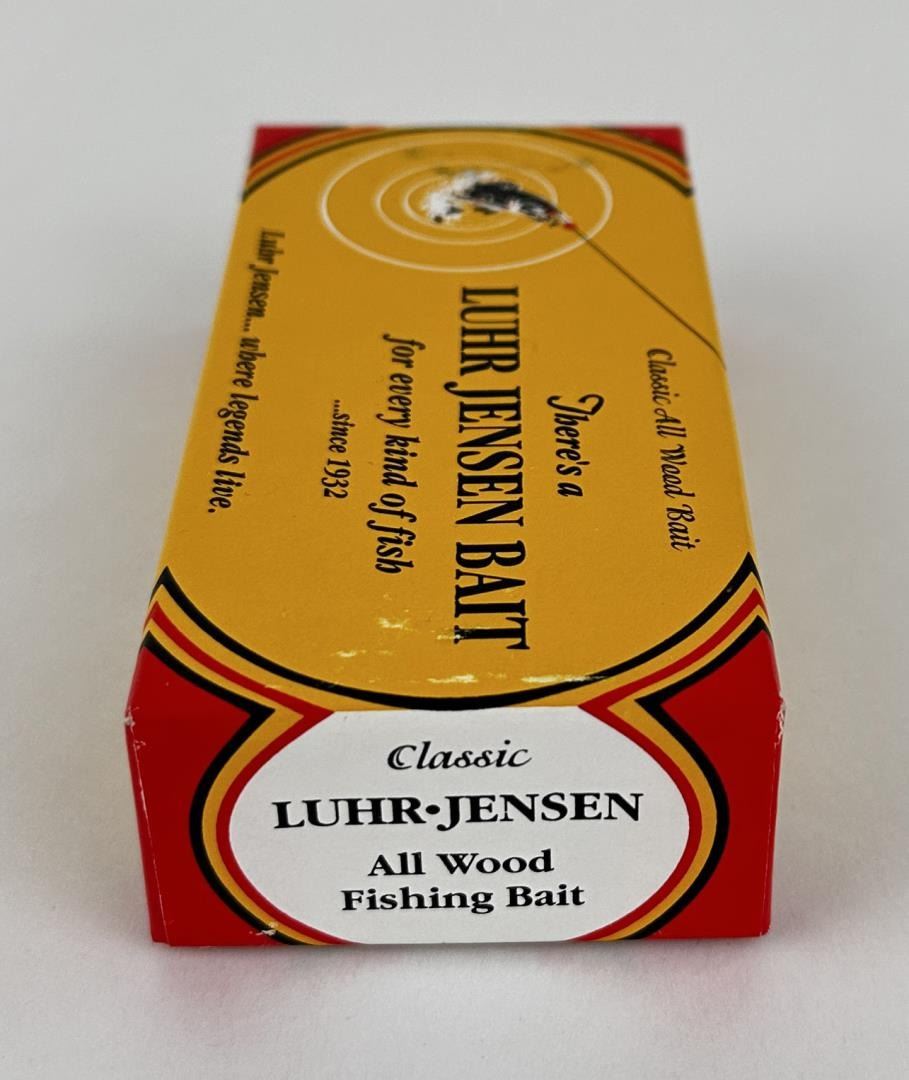 Classic All Wood Bait
There's a
LUHR JENSEN BAIT
for every kind of fish
...since 1932
Luhr Jensen... where legends live.
Classic
LUHR•JENSEN
All Wood
Fishing Bait